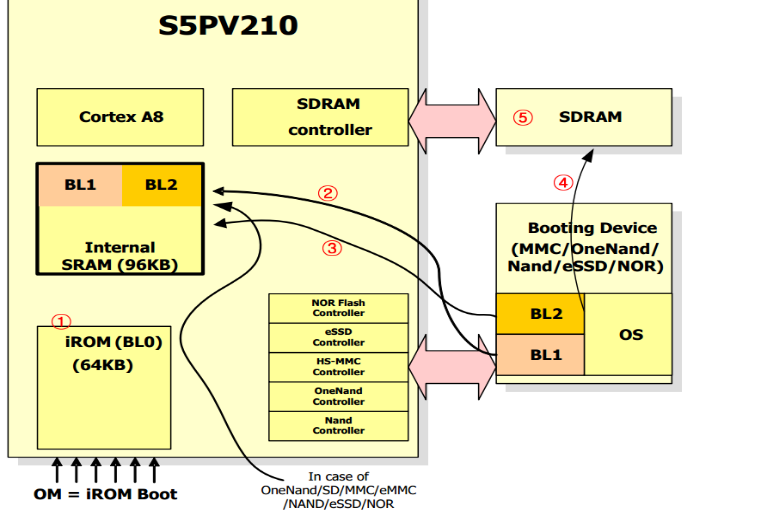 S5PV210
Cortex A8
SDRAM
controller
⑤ SDRAM
BL1 BL2
Internal
SRAM (96KB)
②
③
④
Booting Device
(MMC/OneNand/
Nand/eSSD/NOR)
BL2
BL1
OS
①
iROM (BL0)
(64KB)
NOR Flash
Controller
eSSD
Controller
HS-MMC
Controller
OneNand
Controller
Nand
Controller
OM = iROM Boot
In case of
OneNand/SD/MMC/eMMC
/NAND/eSSD/NOR